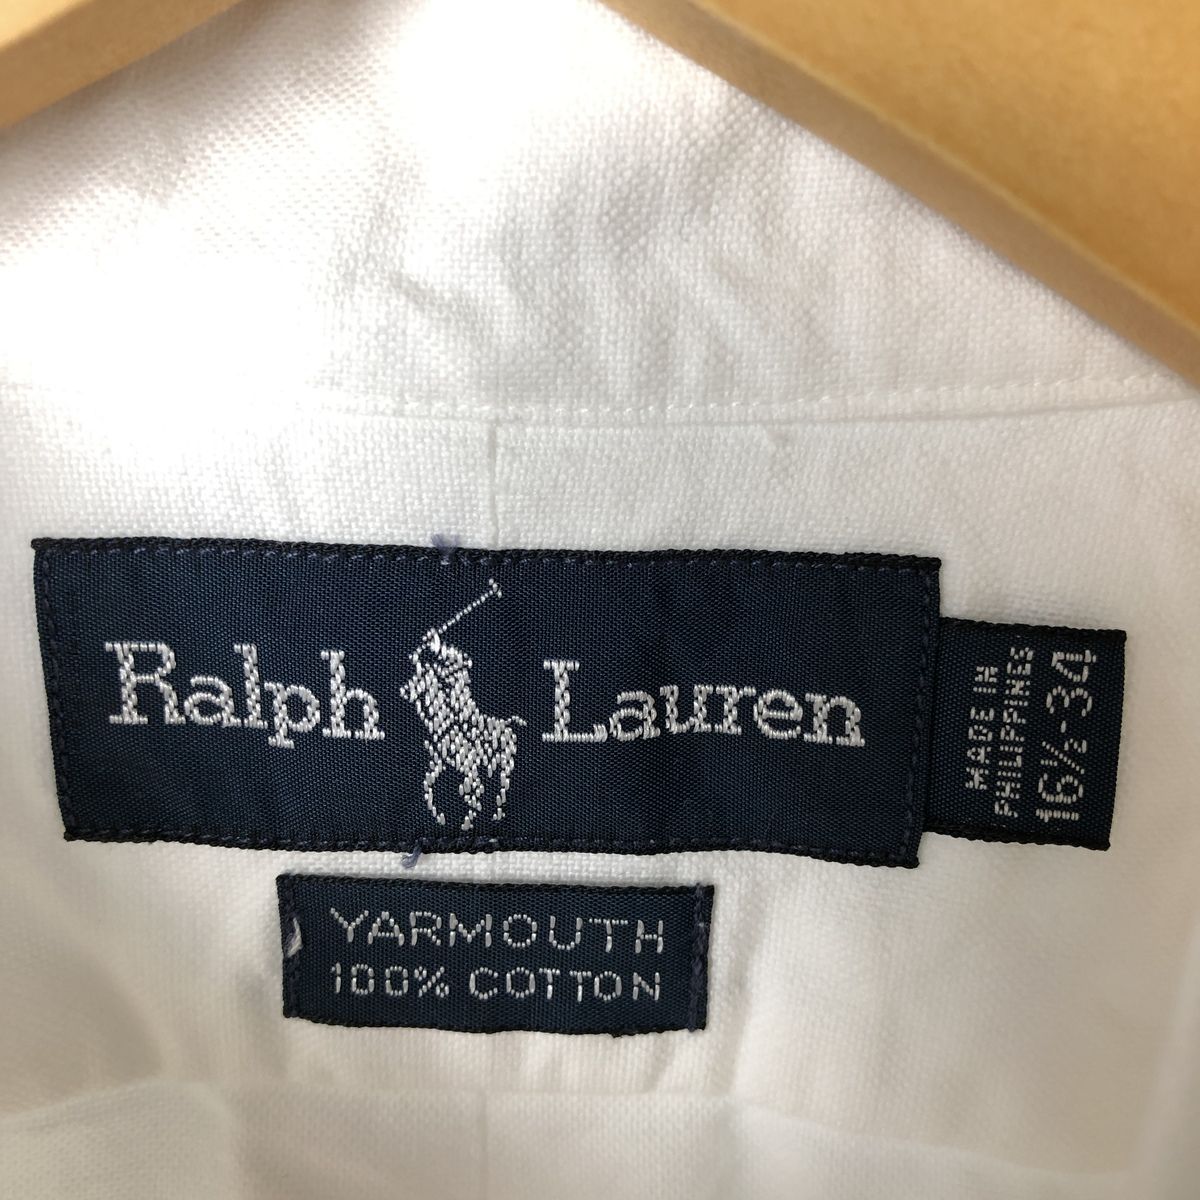 Ralph Lauren
MADE IN
PHILIPPINES
16½-34
YARMOUTH
100% COTTON